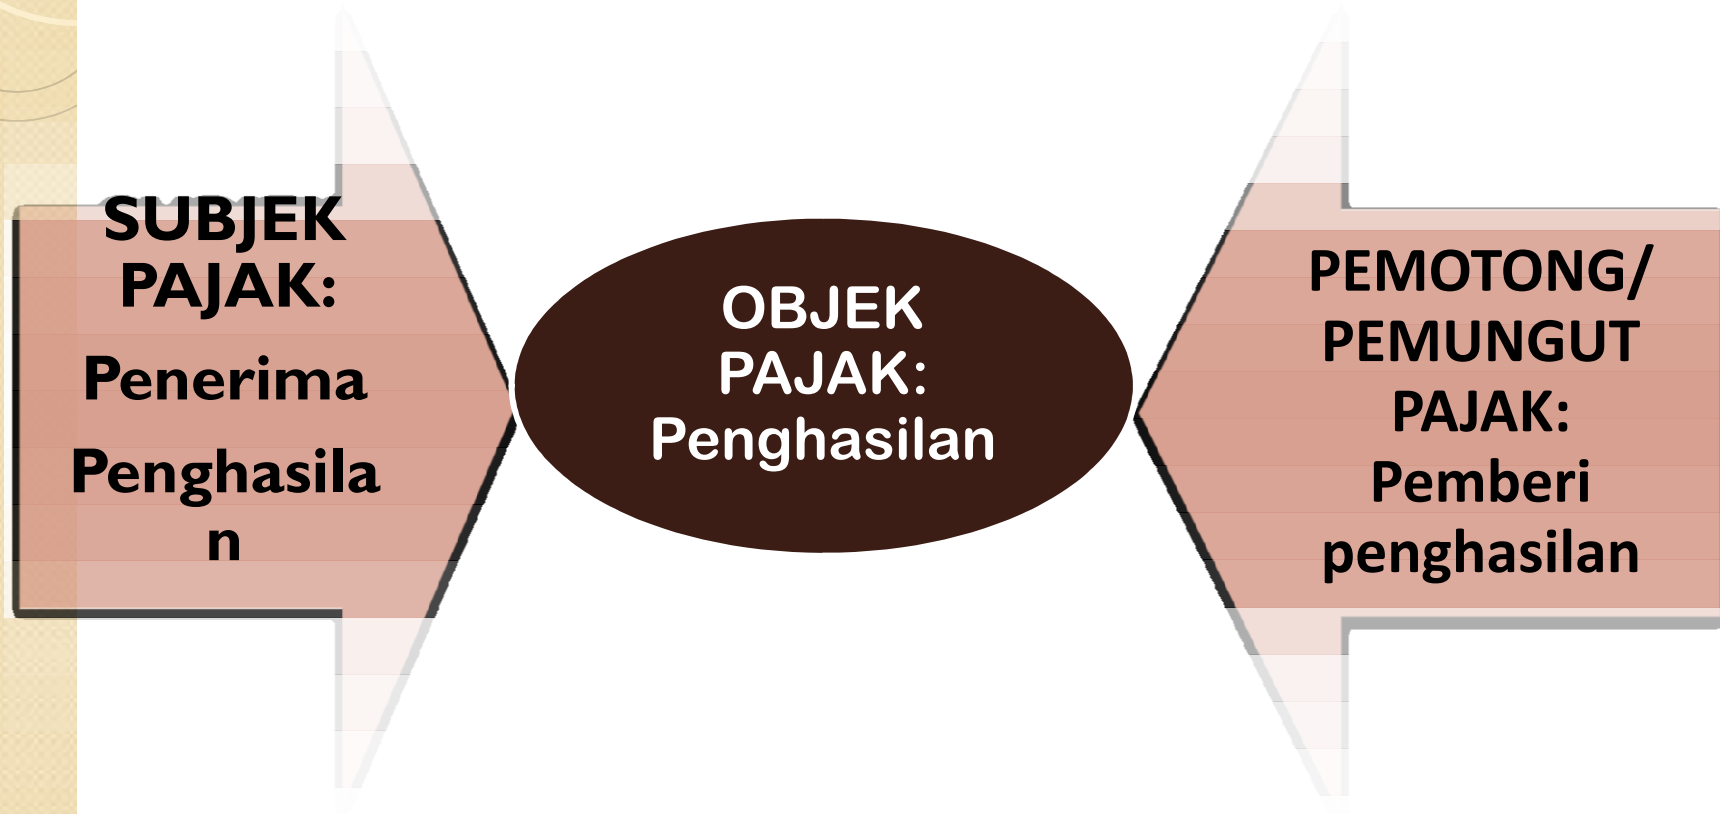 SUBJEK
PAJAK:
Penerima
Penghasila
n
OBJEK
PAJAK:
Penghasilan
PEMOTONG/
PEMUNGUT
PAJAK:
Pemberi
penghasilan